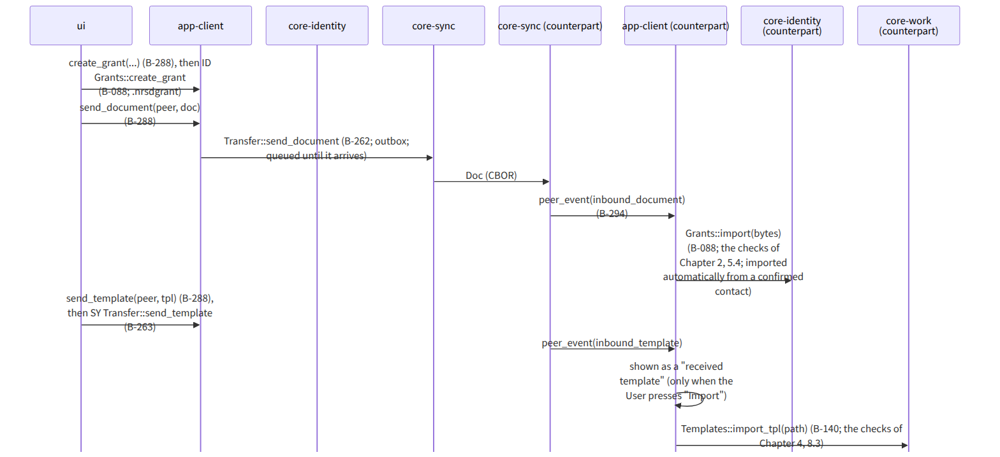 ui
app-client
core-identity
core-sync
core-sync (counterpart)
app-client (counterpart)
core-identity
(counterpart)
core-work
(counterpart)
create_grant(...) (B-288), then ID
Grants::create_grant
(B-088; .nrsdgrant)
send_document(peer, doc)
(B-288)
Transfer::send_document (B-262; outbox;
queued until it arrives)
Doc (CBOR)
peer_event(inbound_document)
(B-294)
Grants::import(bytes)
(B-088; the checks of
Chapter 2, 5.4; imported
automatically from a confirmed
contact)
send_template(peer, tpl) (B-288),
then SY Transfer::send_template
(B-263)
peer_event(inbound_template)
shown as a "received
template" (only when the
User presses "Import")
Templates::import_tpl(path) (B-140; the checks of
Chapter 4, 8.3)